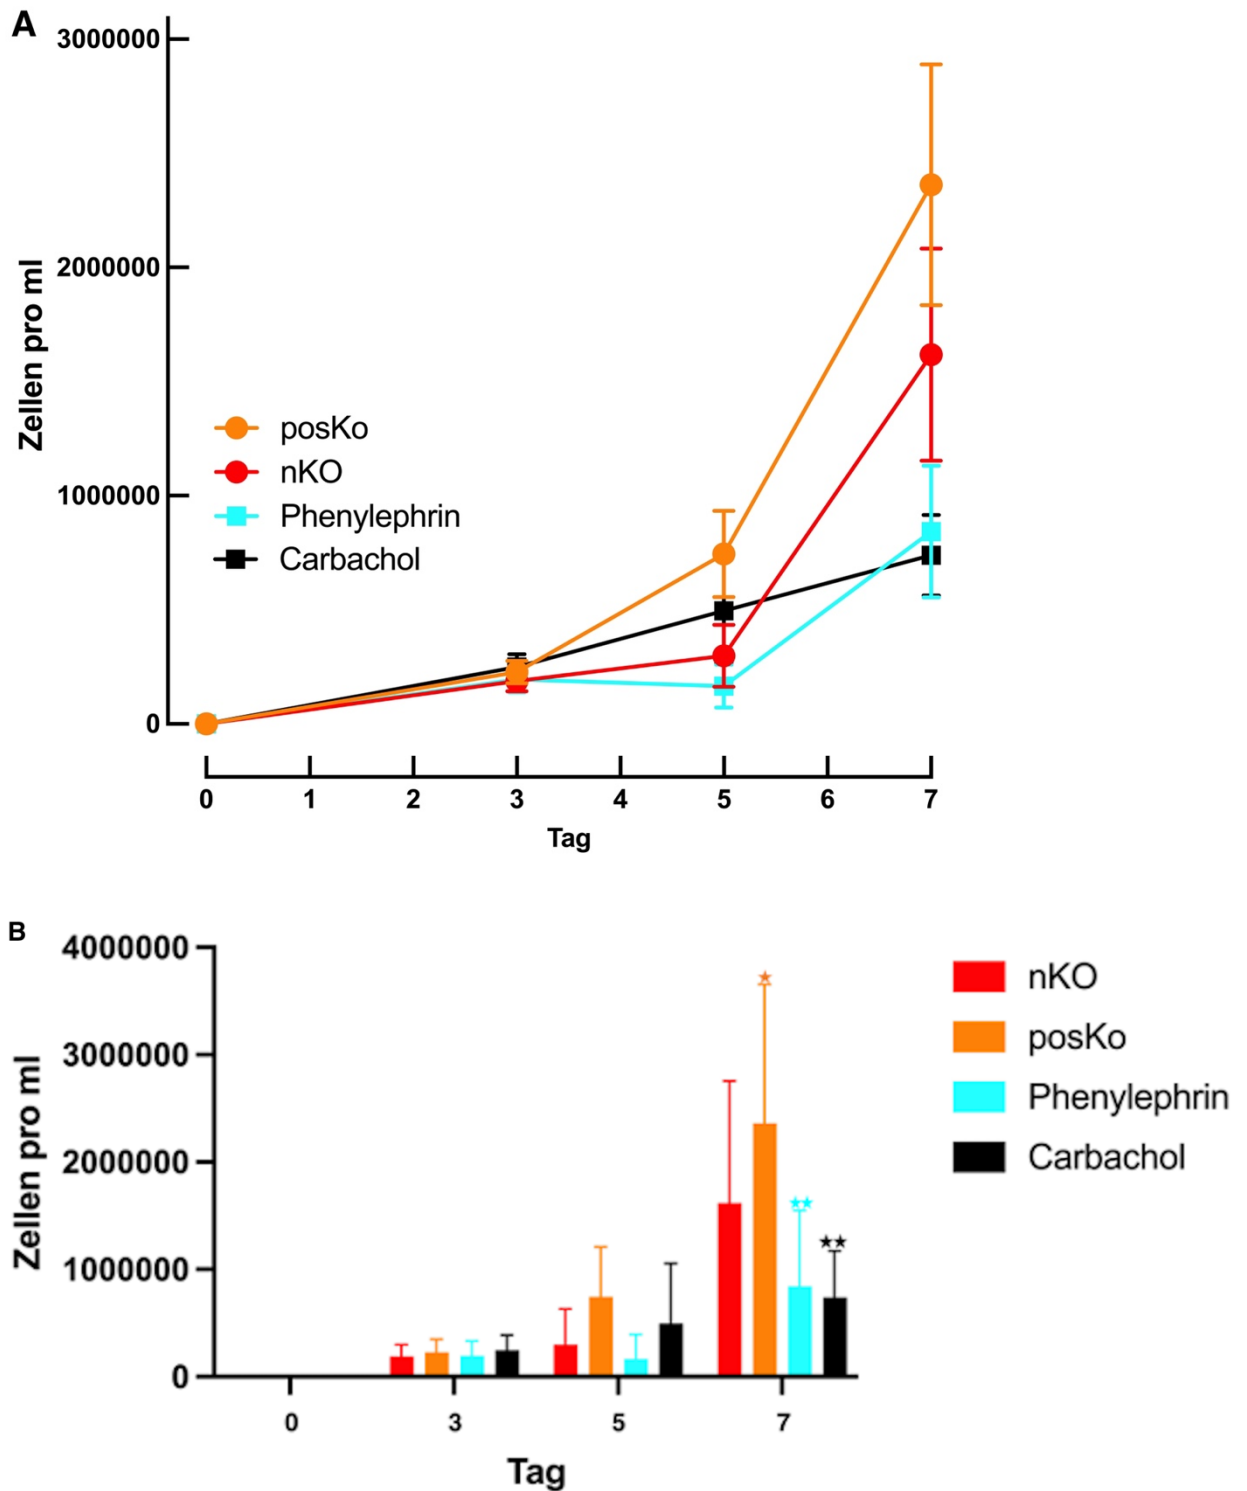 A
3000000
2000000
1000000
0
Zellen pro ml
posKo
nKO
Phenylephrin
Carbachol
0 1 2 3 4 5 6 7
Tag
B
4000000
3000000
2000000
1000000
0
Zellen pro ml
★
★★
★★
nKO
posKo
Phenylephrin
Carbachol
0 3 5 7
Tag